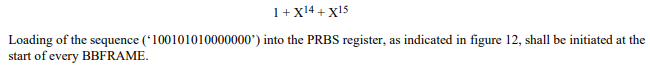 1 + X14 + X15
Loading of the sequence (‘100101010000000’) into the PRBS register, as indicated in figure 12, shall be initiated at the
start of every BBFRAME.